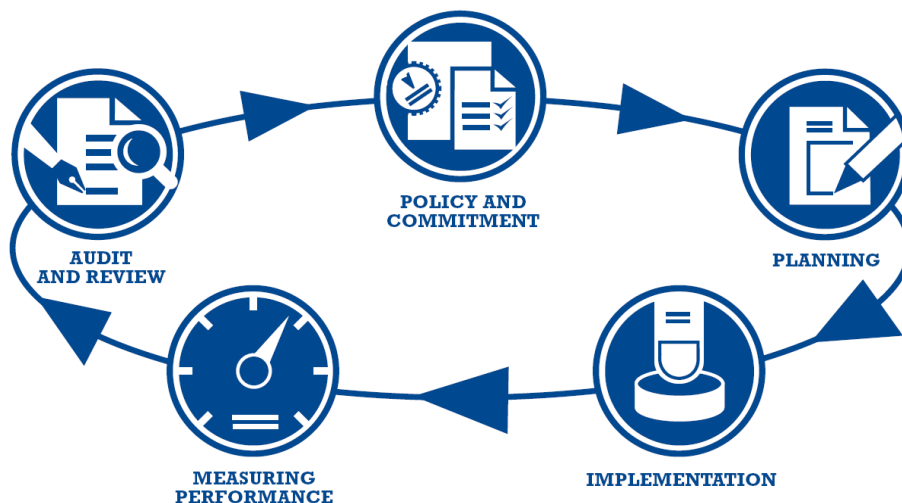 POLICY AND
COMMITMENT
AUDIT
AND REVIEW
PLANNING
MEASURING
PERFORMANCE
IMPLEMENTATION